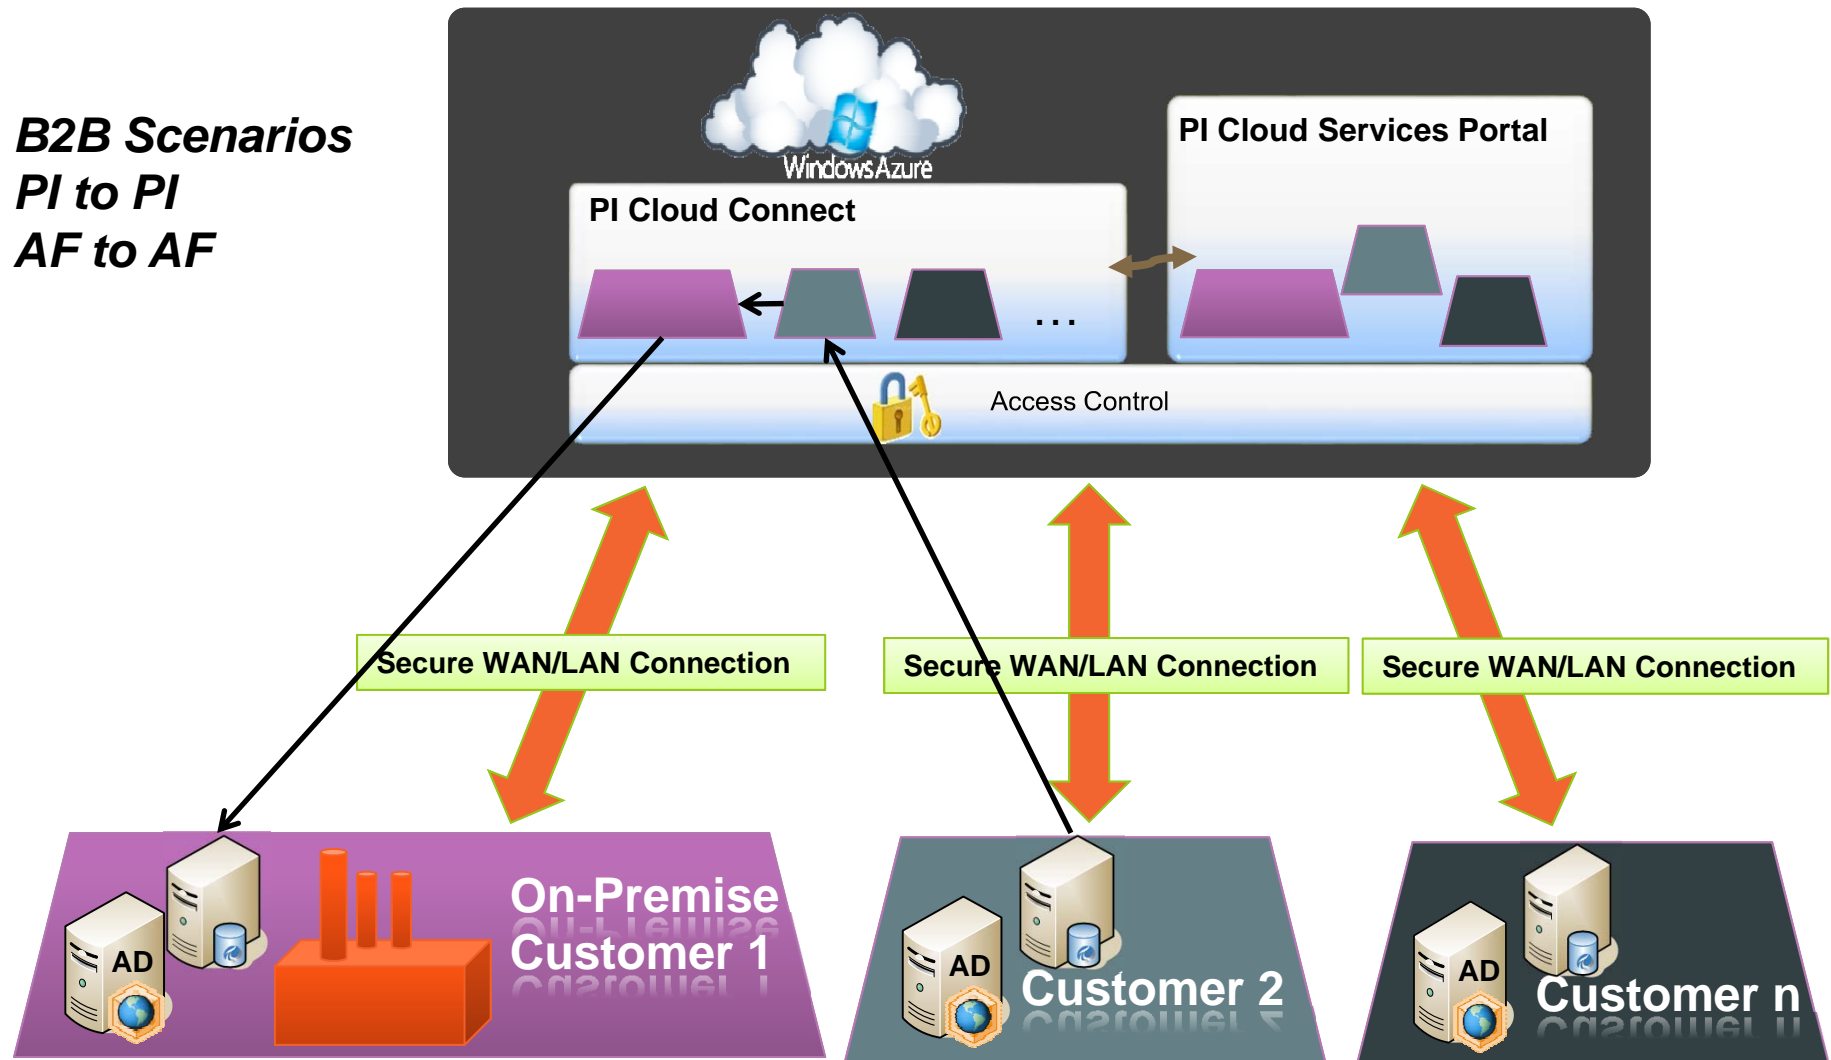 B2B Scenarios
PI to PI
AF to AF
Windows Azure
PI Cloud Services Portal
PI Cloud Connect
...
Access Control
Secure WAN/LAN Connection
Secure WAN/LAN Connection
Secure WAN/LAN Connection
On-Premise
Customer 1
AD
Customer 2
AD
Customer n
AD